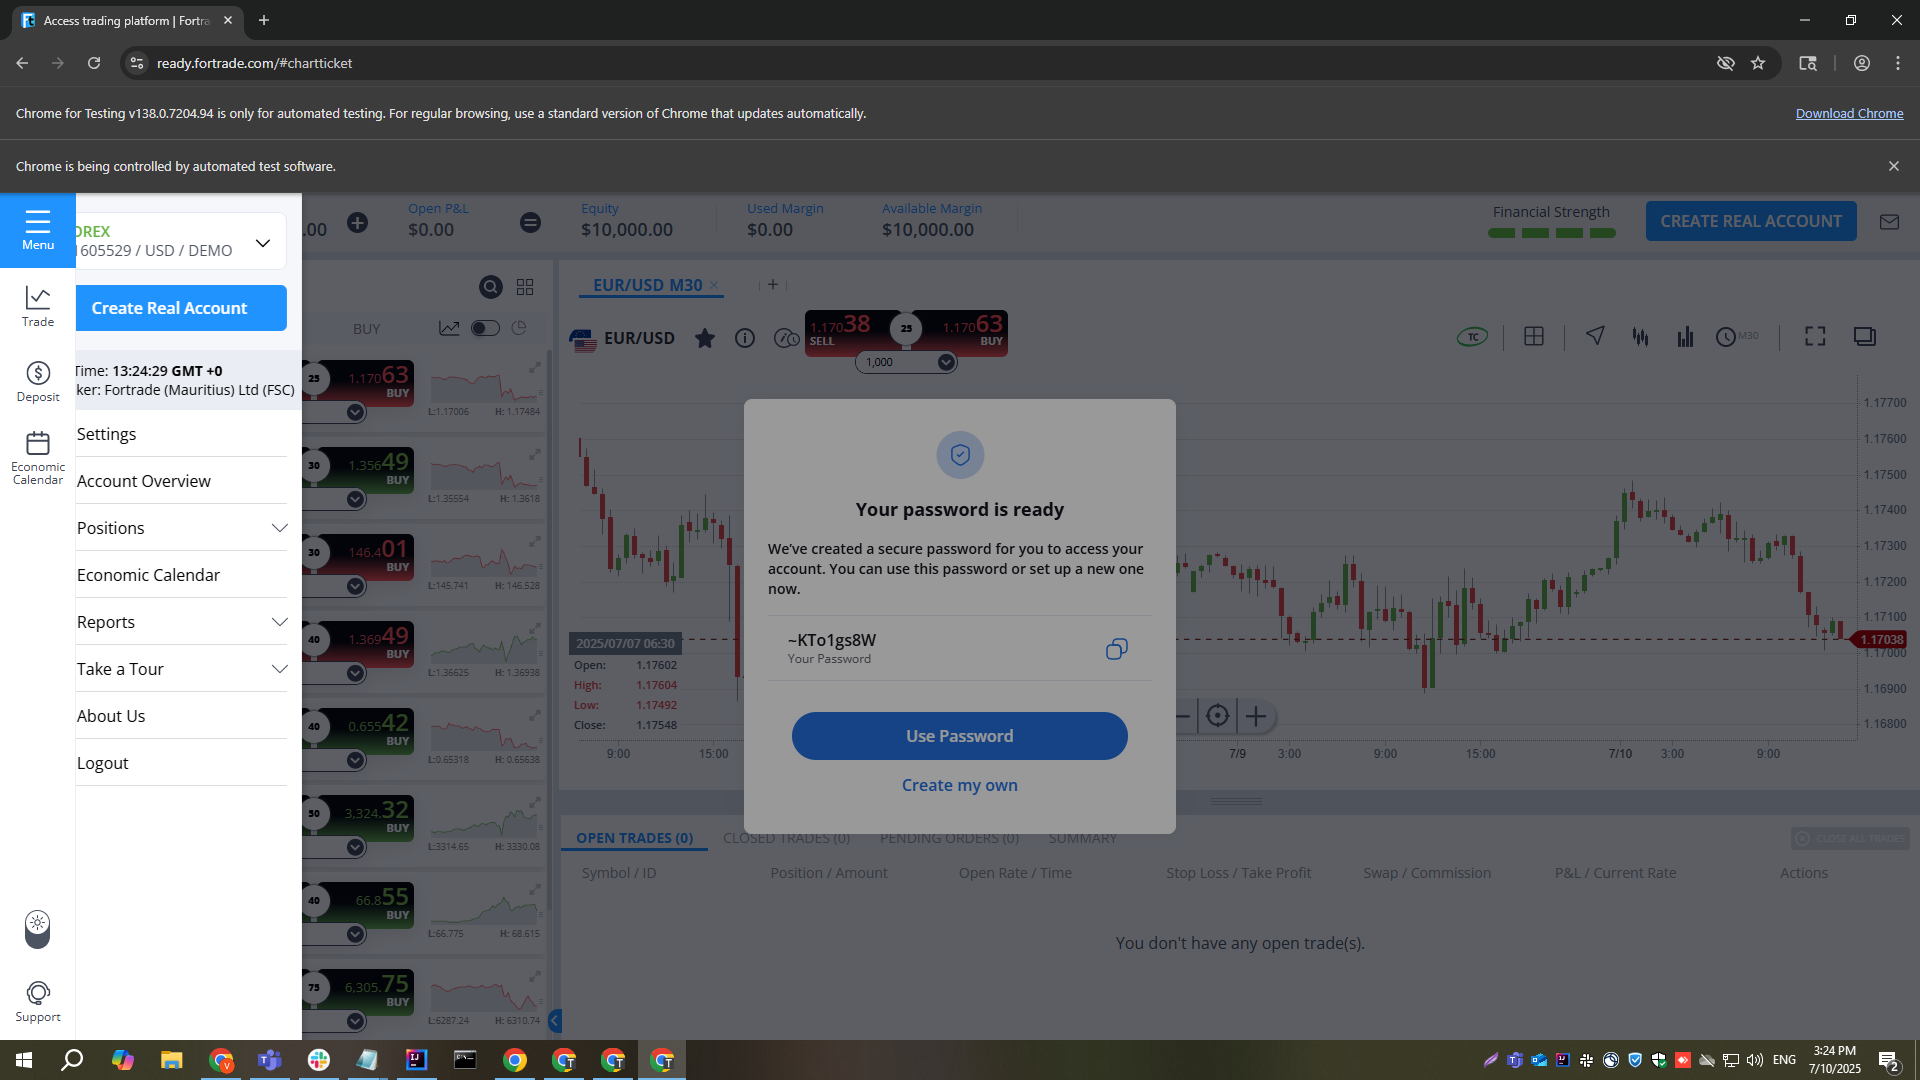 Access trading platform | Fortra
ready.fortrade.com/#chartticket
Chrome for Testing v138.0.7204.94 is only for automated testing. For regular browsing, use a standard version of Chrome that updates automatically.
Download Chrome
Chrome is being controlled by automated test software.
Menu
Trade
Deposit
Economic
Calendar
Support
OREX
1605529 / USD / DEMO
Create Real Account
Time: 13:24:29 GMT +0
ker: Fortrade (Mauritius) Ltd (FSC)
Settings
Account Overview
Positions
Economic Calendar
Reports
Take a Tour
About Us
Logout
.00
Open P&L
$0.00
Equity
$10,000.00
Used Margin
$0.00
Available Margin
$10,000.00
Financial Strength
CREATE REAL ACCOUNT
BUY
25
1.17063
BUY
L:1.17006
H: 1.17484
30
1.35649
BUY
L:1.35554
H: 1.3618
30
146.401
BUY
L:145.741
H: 146.528
40
1.36949
BUY
L:1.36625
H: 1.36938
40
0.65542
BUY
L:0.65318
H: 0.65638
50
3,324.32
BUY
L:3314.65
H: 3330.08
40
66.855
BUY
L:66.775
H: 68.615
75
6,305.75
BUY
L:6287.24
H: 6310.74
EUR/USD M30
EUR/USD
1.17038
SELL
25
1.17063
BUY
1,000
TC
M30
1.17700
1.17600
1.17500
1.17400
1.17300
1.17200
1.17100
1.17038
1.17000
1.16900
1.16800
2025/07/07 06:30
Open: 1.17602
High: 1.17604
Low: 1.17492
Close: 1.17548
9:00
15:00
7/9
3:00
9:00
15:00
7/10
3:00
9:00
Your password is ready
We've created a secure password for you to access your
account. You can use this password or set up a new one
now.
~KTo1gs8W
Your Password
Use Password
Create my own
OPEN TRADES (0)
CLOSED TRADES (0)
PENDING ORDERS (0)
SUMMARY
CLOSE ALL TRADES
Symbol / ID
Position / Amount
Open Rate / Time
Stop Loss / Take Profit
Swap / Commission
P&L / Current Rate
Actions
You don't have any open trade(s).
ENG
3:24 PM
7/10/2025
2